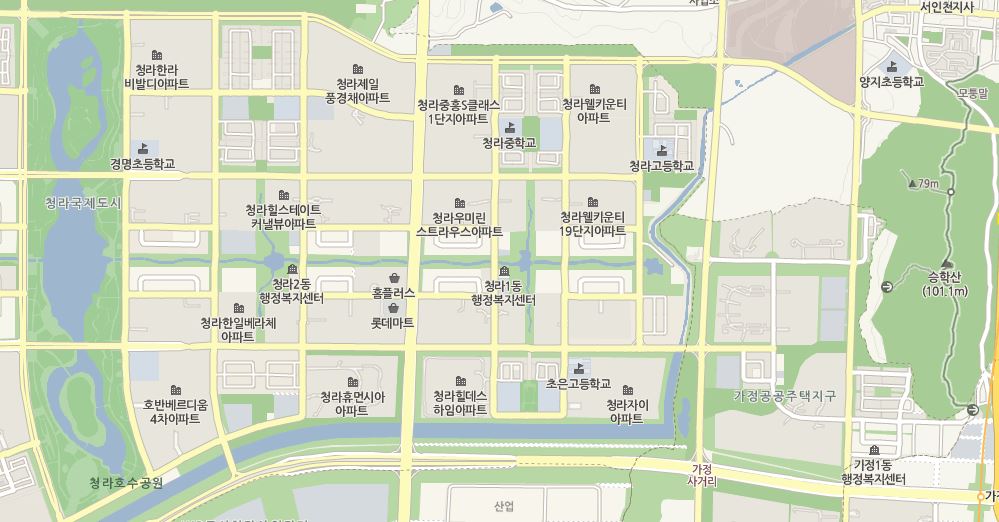 서인천지사
청라한라
비발디아파트
청라제일
풍경채아파트
청라중흥S클래스
1단지아파트
청라웰키운티
아파트
양지초등학교
모퉁말
청라중학교
경명초등학교
청라고등학교
79m
청라국제도시
청라힐스테이트
커낼뷰아파트
청라우미린
스트라우스아파트
청라웰키운티
19단지아파트
청라2동
행정복지센터
홈플러스
청라1동
행정복지센터
승학산
(101.1m)
청라한일베라체
아파트
롯데마트
호반베르디움
4차아파트
청라휴먼시아
아파트
청라힐데스
하임아파트
초은고등학교
청라자이
아파트
가정공공주택지구
청라호수공원
가정
사거리
가정1동
행정복지센터
산업